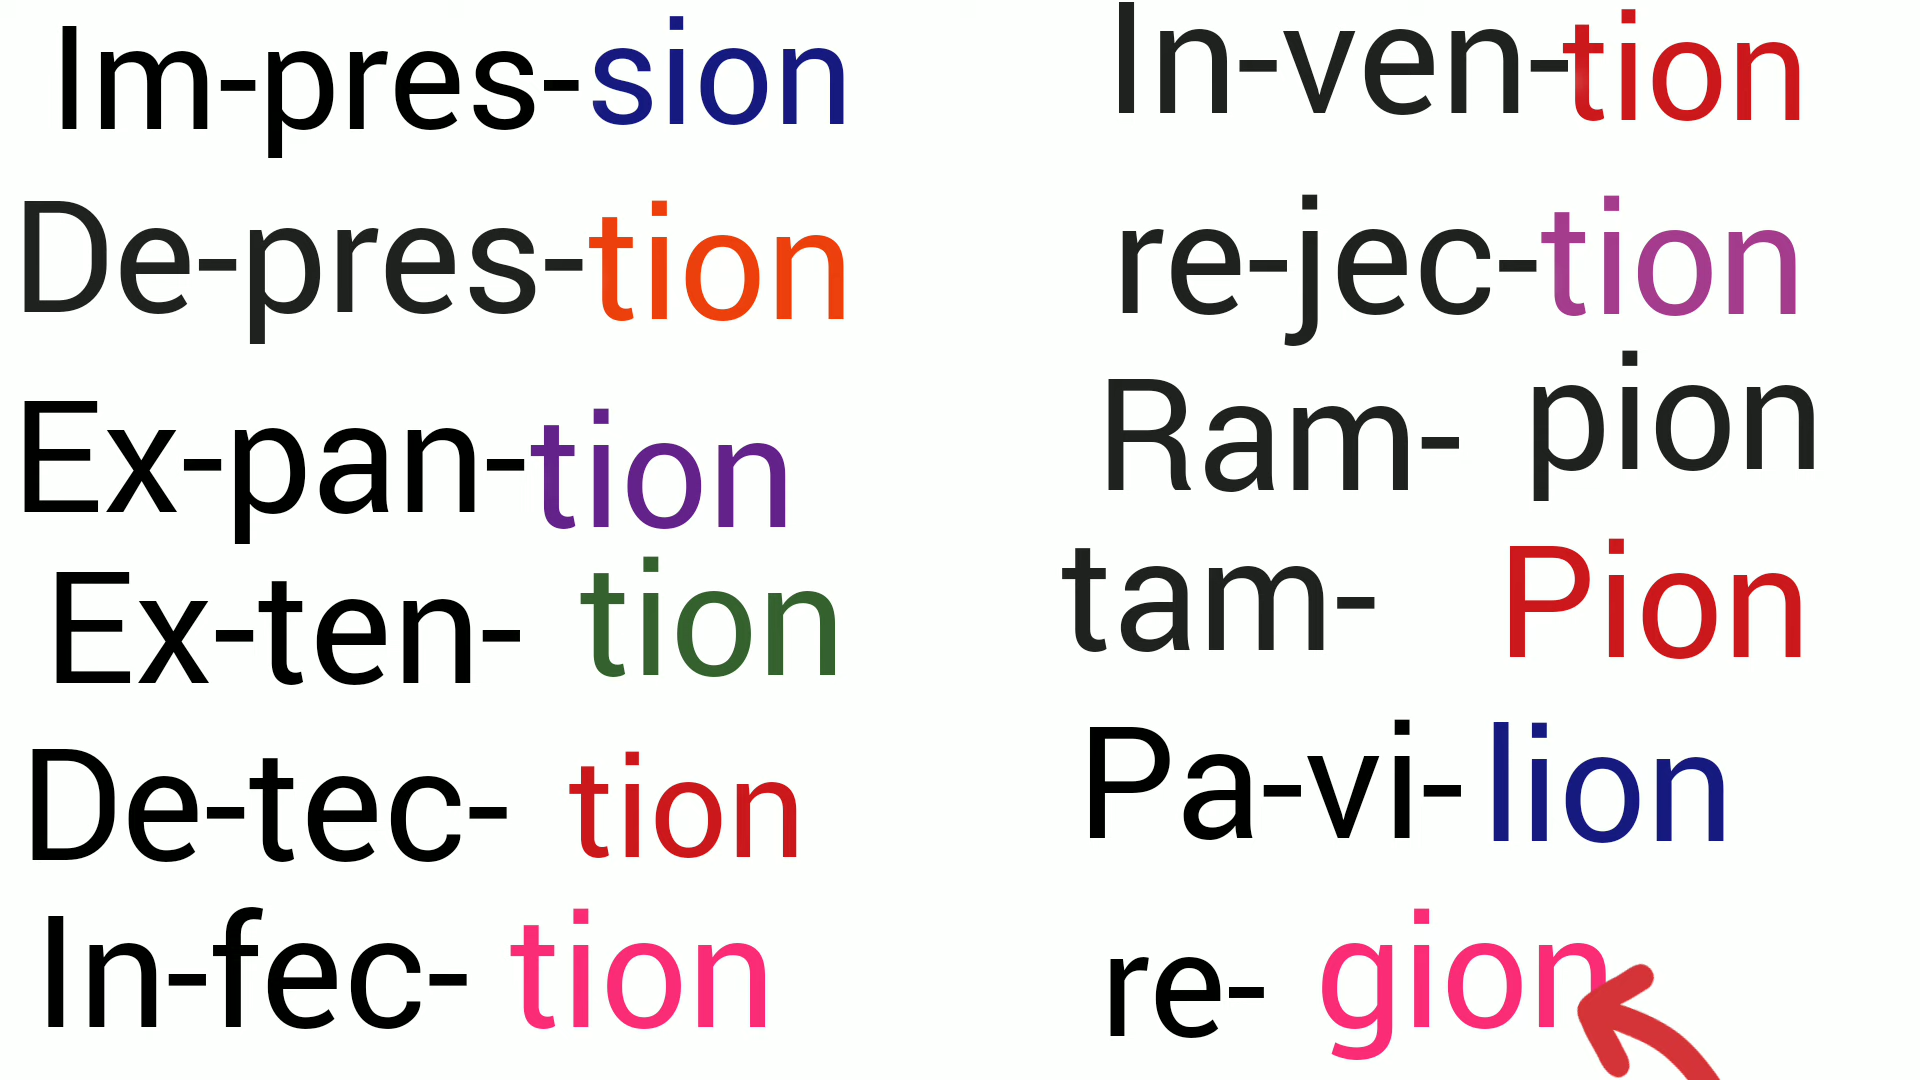 Im-pres-sion
De-pres-tion
Ex-pan-tion
Ex-ten- tion
De-tec- tion
In-fec- tion
In-ven-tion
re-jec-tion
Ram- pion
tam- Pion
Pa-vi-lion
re- gion